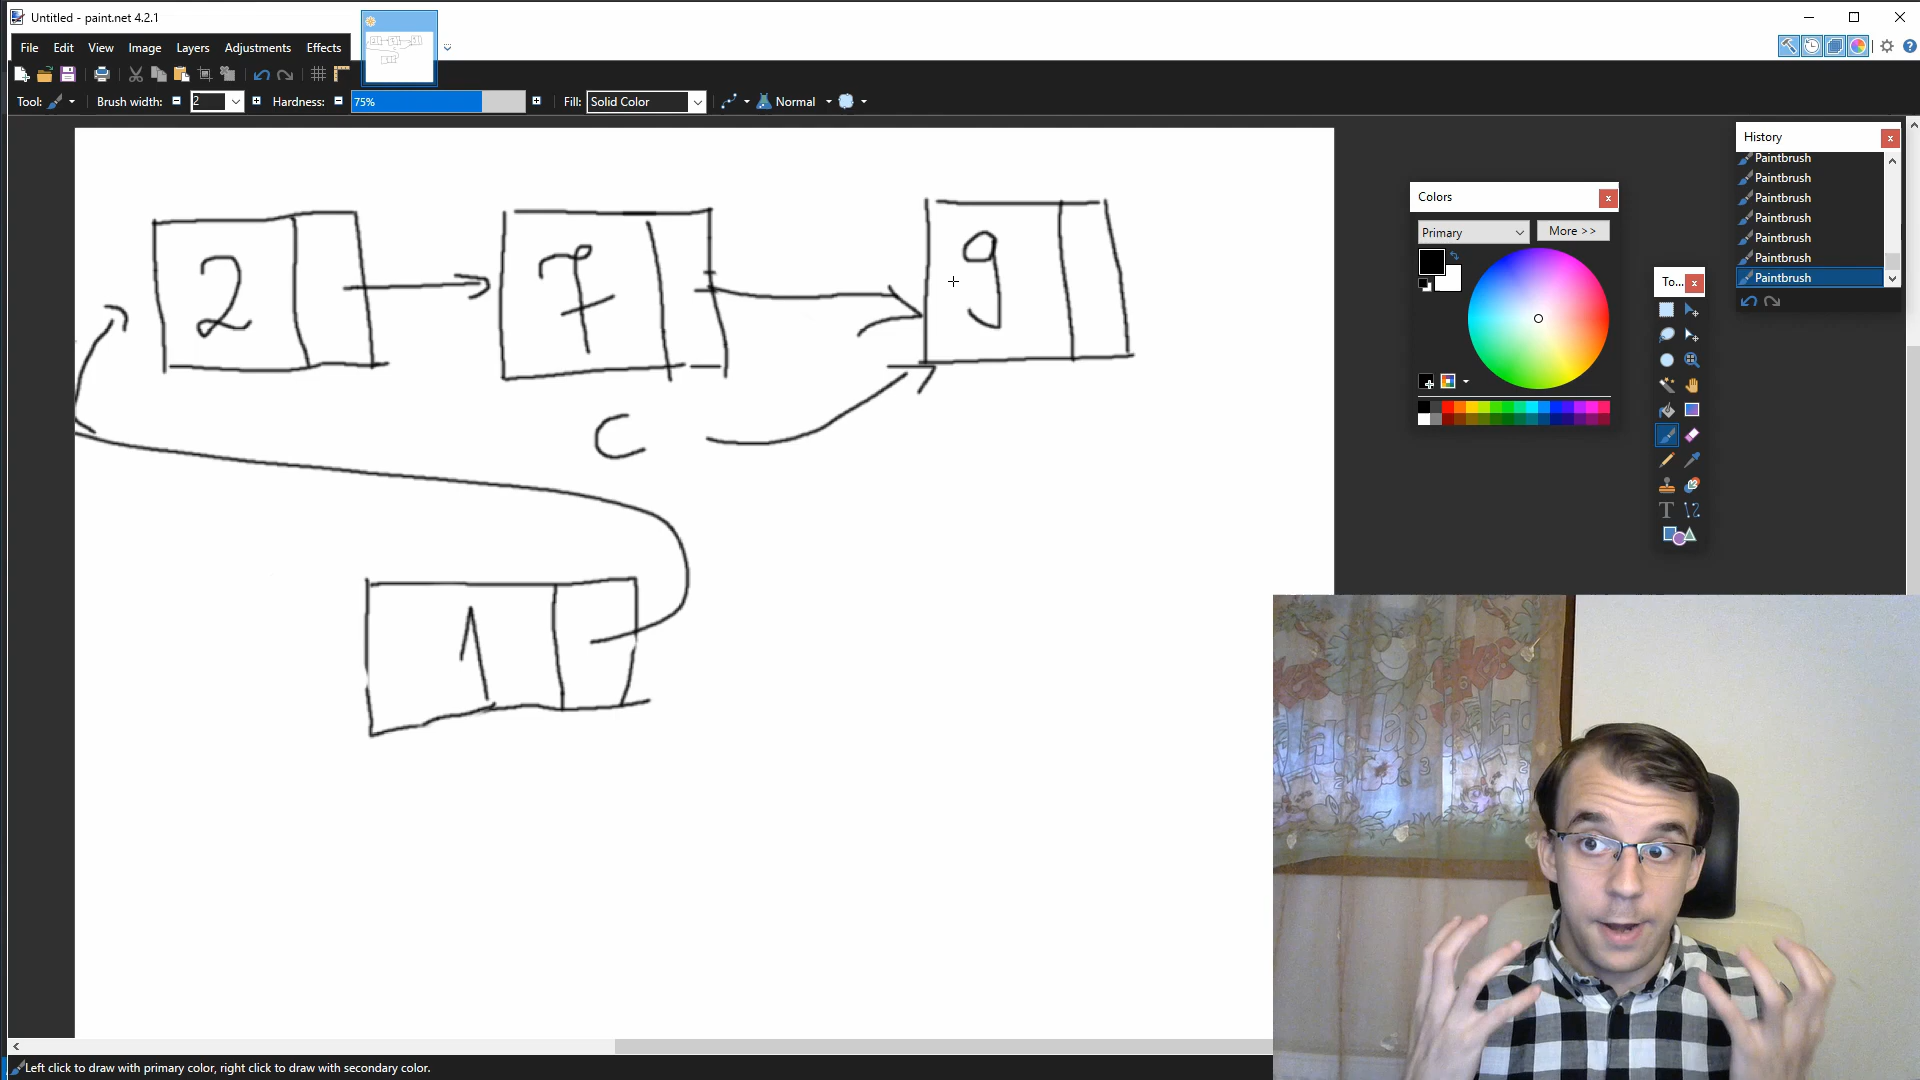 Untitled - paint.net 4.2.1
File Edit View Image Layers Adjustments Effects
Tool: Brush width: 2 Hardness: 75% Fill: Solid Color Normal
History
Paintbrush
Paintbrush
Paintbrush
Paintbrush
Paintbrush
Paintbrush
Paintbrush
Colors
Primary More >>
To...
2 7 9
C
1
Left click to draw with primary color, right click to draw with secondary color.